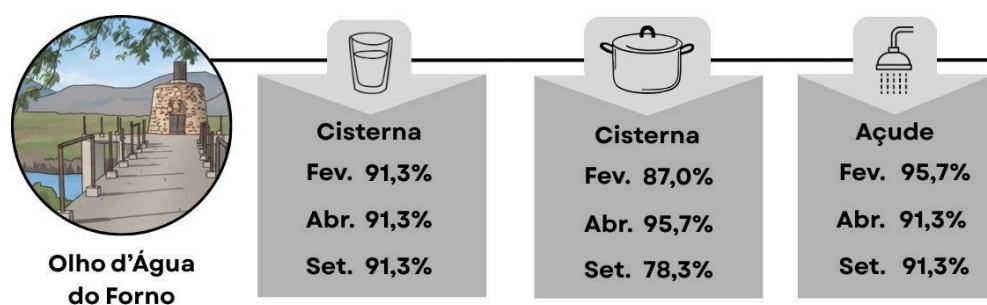 Olho d'Água
do Forno
Cisterna
Fev. 91,3%
Abr. 91,3%
Set. 91,3%
Cisterna
Fev. 87,0%
Abr. 95,7%
Set. 78,3%
Açude
Fev. 95,7%
Abr. 91,3%
Set. 91,3%